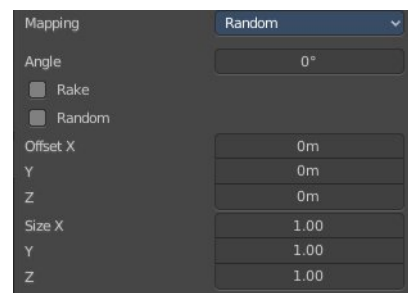 Mapping Random
Angle 0°
Rake
Random
Offset X 0m
Y 0m
Z 0m
Size X 1.00
Y 1.00
Z 1.00